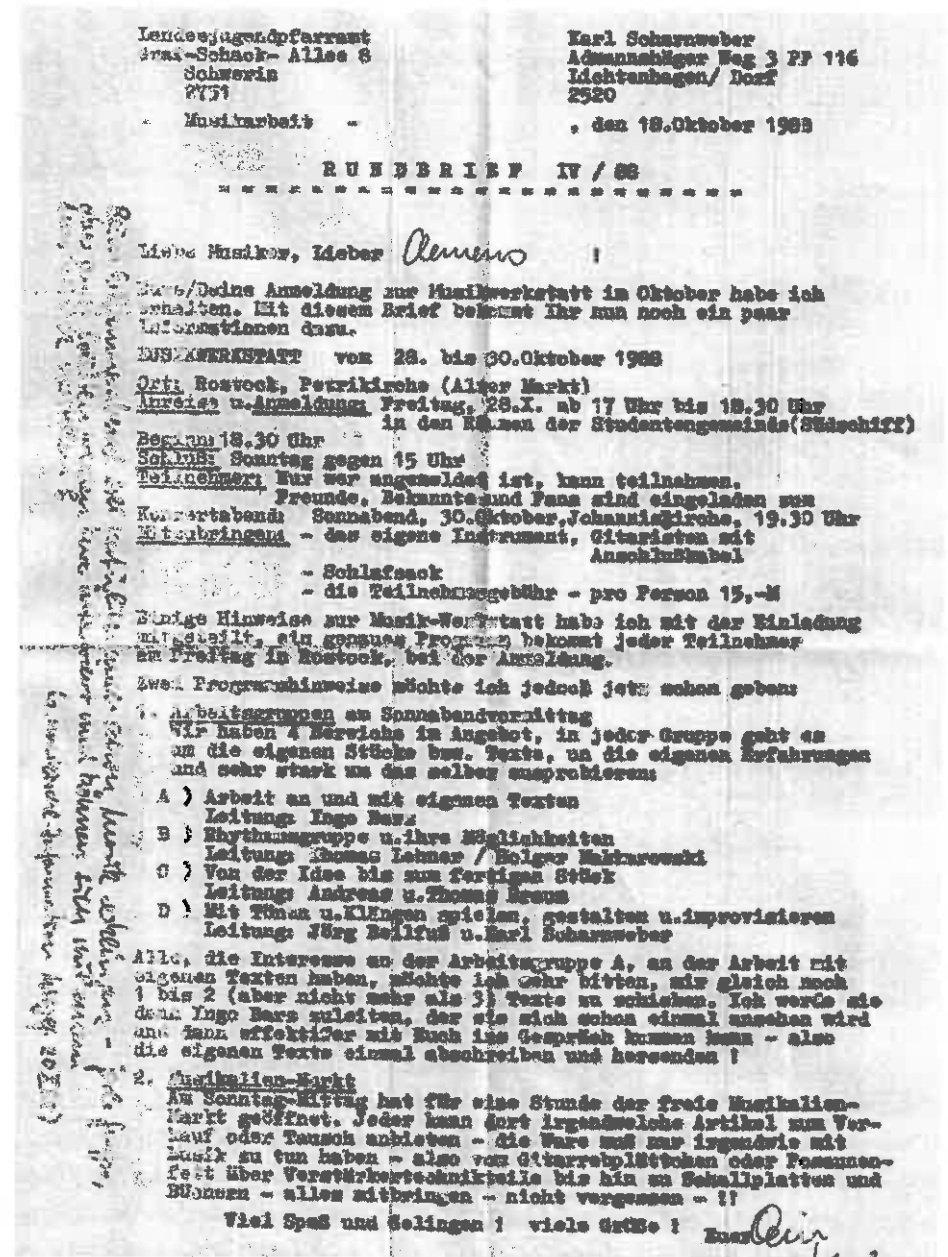 Landesjugendpfarramt
Graf-Schack- Allee 8
Schwerin
2751
- Musikarbeit -
Karl Scharnweber
Admannshäger Weg 3 PF 116
Lichtenhagen/ Dorf
2520
, den 18.Oktober 1988
RUNDBRIEF IV / 88
Liebe Musiker, Lieber Clemens !
Eure/Deine Anmeldung zur Musikwerkstatt im Oktober habe ich
erhalten. Mit diesem Brief bekommt Ihr nun noch ein paar
Informationen dazu.
MUSIKWERKSTATT vom 28. bis 30.Oktober 1988
Ort: Rostock, Petrikirche (Alter Markt)
Anreise u.Anmeldung: Freitag, 28.X. ab 17 Uhr bis 18.30 Uhr
in den Räumen der Studentengemeinde(Südschiff)
Beginn: 18.30 Uhr
Schluß: Sonntag gegen 15 Uhr
Teilnehmer: Nur wer angemeldet ist, kann teilnehmen.
Freunde, Bekannte und Fans sind eingeladen zum
Konzertabend: Sonnabend, 30.Oktober,Johanniskirche, 19.30 Uhr
Mitzubringen: - das eigene Instrument, Gitaristen mit
Anschlußkabel
- Schlafsack
- die Teilnehmergebühr - pro Person 15,-M
Einige Hinweise zur Musik-Werkstatt habe ich mit der Einladung
mitgeteilt, ein genaues Programm bekommt jeder Teilnehmer
am Freitag in Rostock, bei der Anmeldung.
Zwei Programmhinweise möchte ich jedoch jetz schon geben:
1. Arbeitsgruppen am Sonnabendvormittag
Wir haben 4 Bereiche im Angebot, in jeder Gruppe geht es
um die eigenen Stücke bzw. Texte, um die eigenen Erfahrungen
und sehr stark um das selber ausprobieren:
A ) Arbeit an und mit eigenen Texten
Leitung: Ingo Barz
B ) Rhythmusgruppe u.ihre Möglichkeiten
Leitung: Thomas Lehner / Holger
C ) Von der Idee bis zum fertigen Stück
Leitung: Andreas u.Thomas Braun
D ) Mit Tönen u.Klängen spielen, gestalten u.improvisieren
Leitung: Jörg Beilfuß u.Karl Scharnweber
Alle, die Interesse an der Arbeitsgruppe A, an der Arbeit mit
eigenen Texten haben, möchte ich sehr bitten, mir gleich noch
1 bis 2 (aber nicht mehr als 3) Texte zu schicken. Ich werde sie
dann Ingo Barz zuleiten, der sie sich schon einmal ansehen wird
und dann effektiver mit Euch ins Gespräch kommen kann - also
die eigenen Texte einmal abschreiben und hersenden !
2. Musikalien-Markt
Am Sonntag-Mittag hat für eine Stunde der freie Musikalien-
Markt geöffnet. Jeder kann dort irgendwelche Artikel zum Ver-
kauf oder Tausch anbieten - die Ware muß nur irgendwie mit
Musik zu tun haben - also vom Gitarrebplättchen oder Posaunen-
fett über Verstärkertechnikteile bis hin zu Schallplatten und
Büchern - alles mitbringen - nicht vergessen - !!
Viel Spaß und Gelingen ! viele Grüße ! Euer